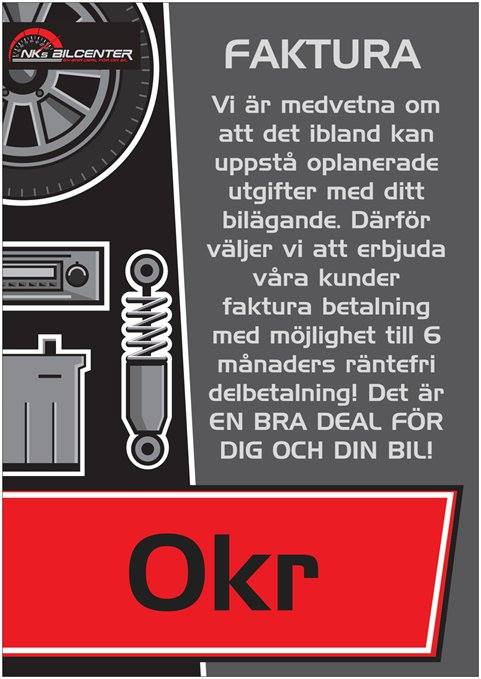 NKs BILCENTER
EN BRA DEAL FÖR DIN BIL
FAKTURA
Vi är medvetna om
att det ibland kan
uppstå oplanerade
utgifter med ditt
bilägande. Därför
väljer vi att erbjuda
våra kunder
faktura betalning
med möjlighet till 6
månaders räntefri
delbetalning! Det är
EN BRA DEAL FÖR
DIG OCH DIN BIL!
0kr